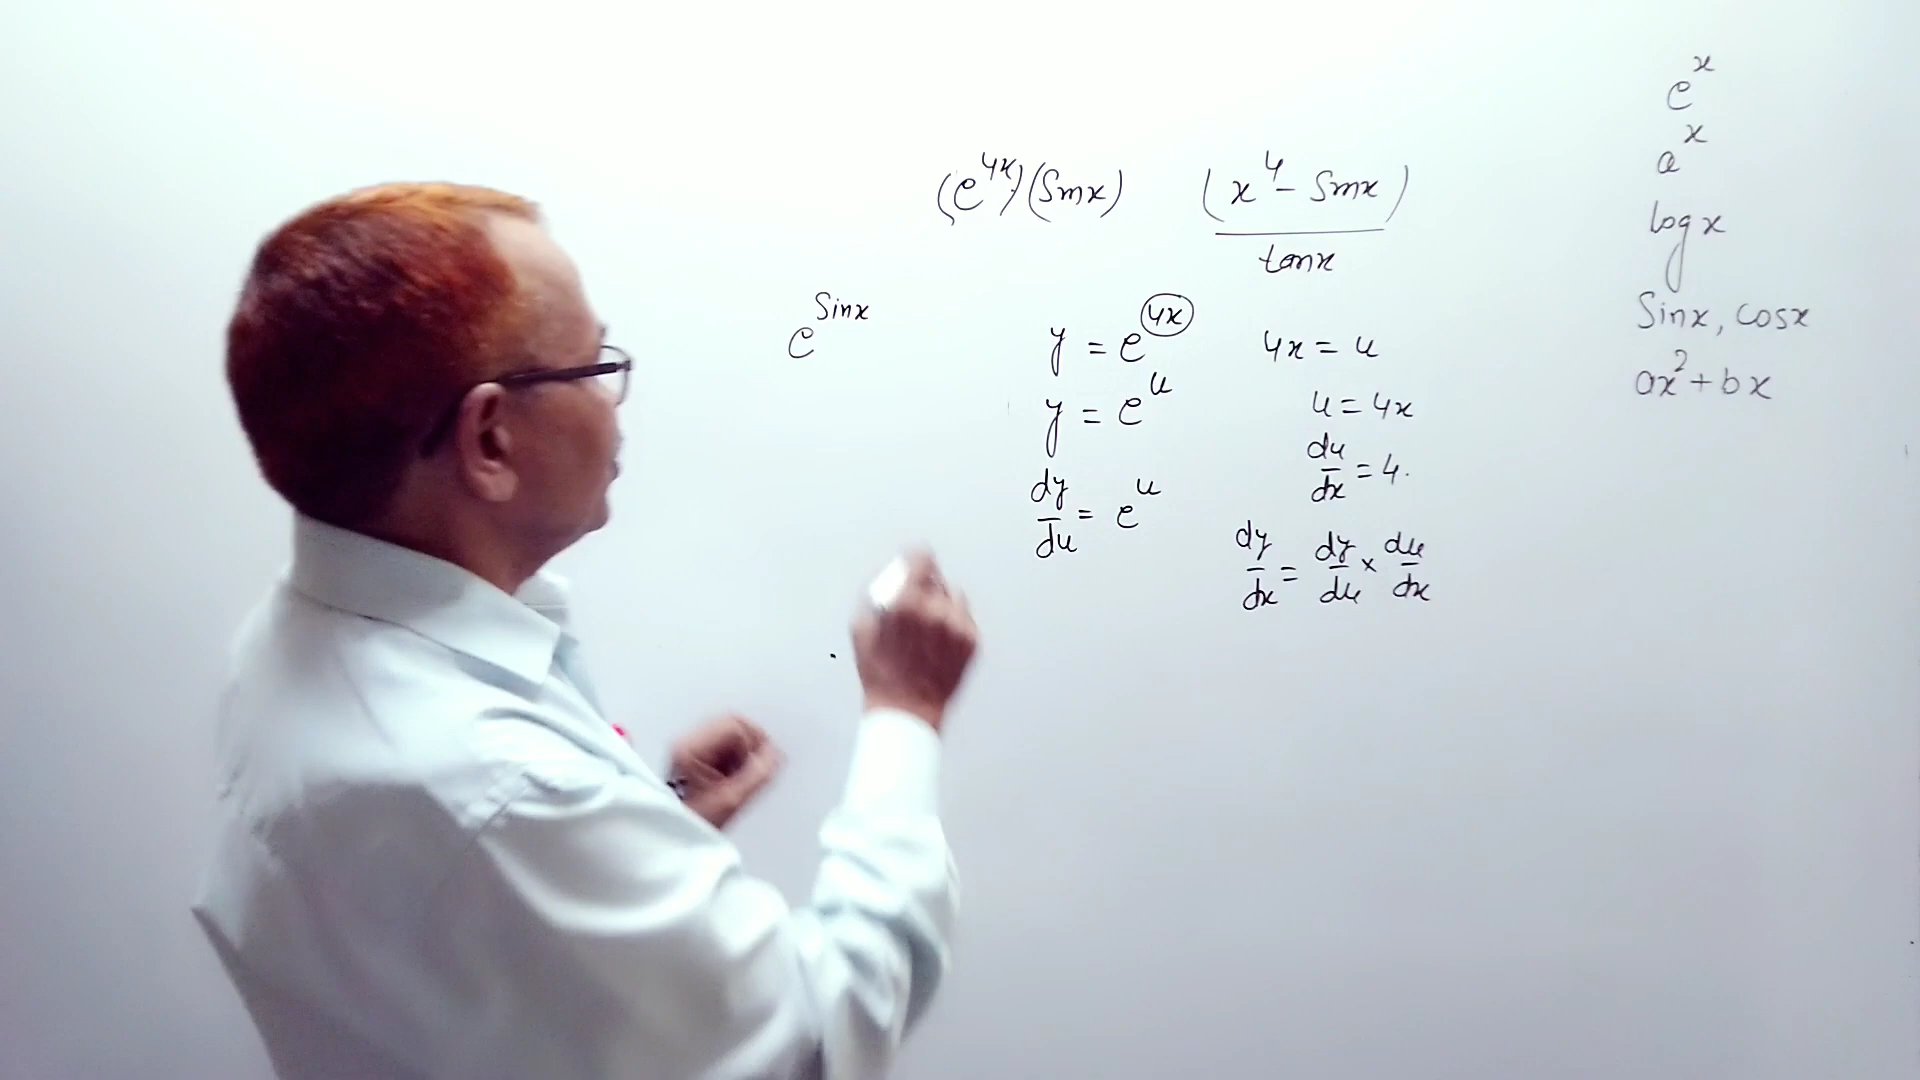 (e^4x)(Sinx)
(x^4 - Sinx)
tanx
e^Sinx
y = e^4x
y = e^u
dy/du = e^u
4x = u
u = 4x
du/dx = 4.
dy/dx = dy/du × du/dx
e^x
a^x
logx
Sinx, cosx
ax^2 + bx